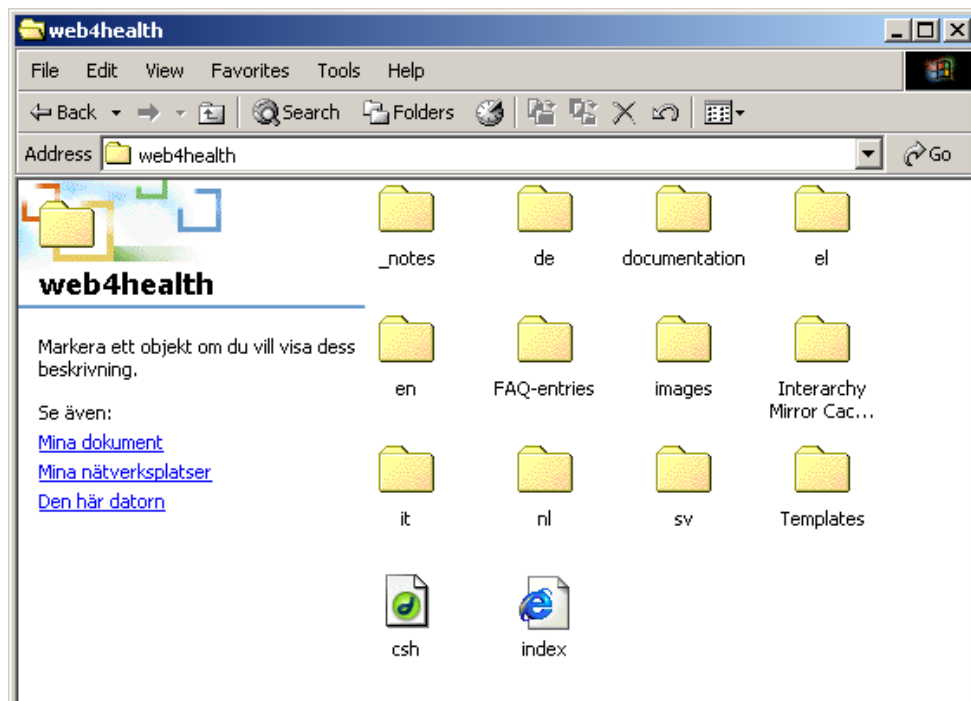 web4health
File Edit View Favorites Tools Help
Back Search Folders
Address web4health Go
web4health
Markera ett objekt om du vill visa dess
beskrivning.
Se även:
Mina dokument
Mina nätverksplatser
Den här datorn
_notes de documentation el
en FAQ-entries images Interarchy
Mirror Cac...
it nl sv Templates
csh index